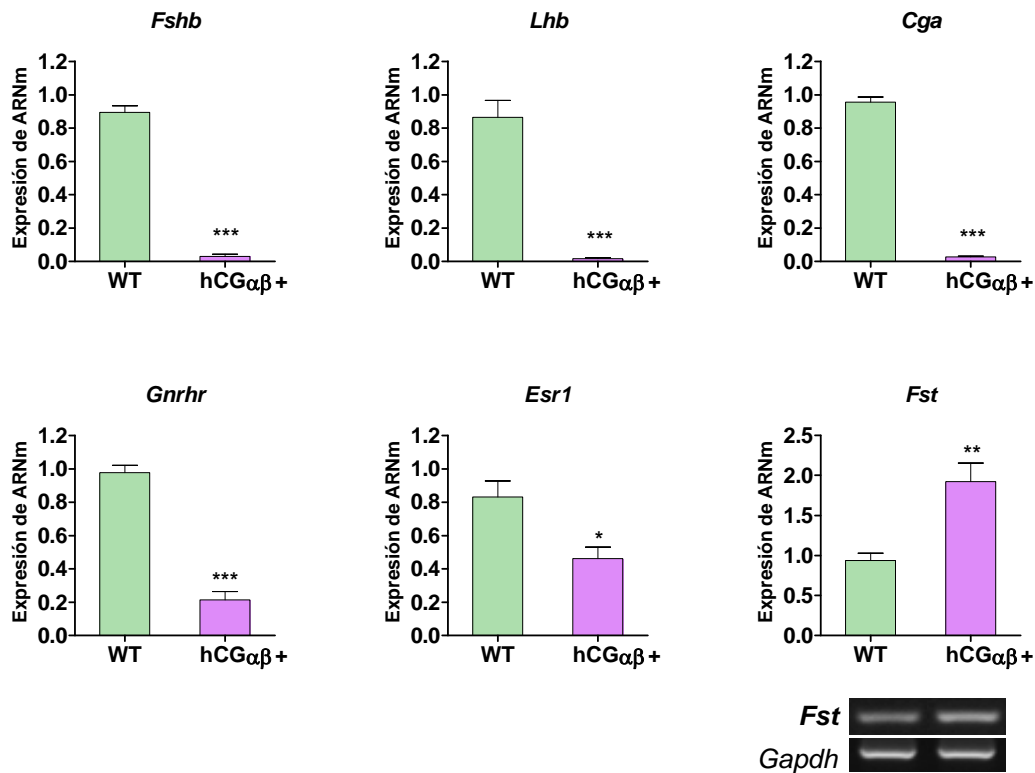 Fshb
Expresión de ARNm
1.2
1.0
0.8
0.6
0.4
0.2
0.0
***
WT
hCGαβ+
Lhb
Expresión de ARNm
1.2
1.0
0.8
0.6
0.4
0.2
0.0
***
WT
hCGαβ+
Cga
Expresión de ARNm
1.2
1.0
0.8
0.6
0.4
0.2
0.0
***
WT
hCGαβ+
Gnrhr
Expresión de ARNm
1.2
1.0
0.8
0.6
0.4
0.2
0.0
***
WT
hCGαβ+
Esr1
Expresión de ARNm
1.2
1.0
0.8
0.6
0.4
0.2
0.0
*
WT
hCGαβ+
Fst
Expresión de ARNm
2.5
2.0
1.5
1.0
0.5
0.0
**
WT
hCGαβ+
Fst
Gapdh